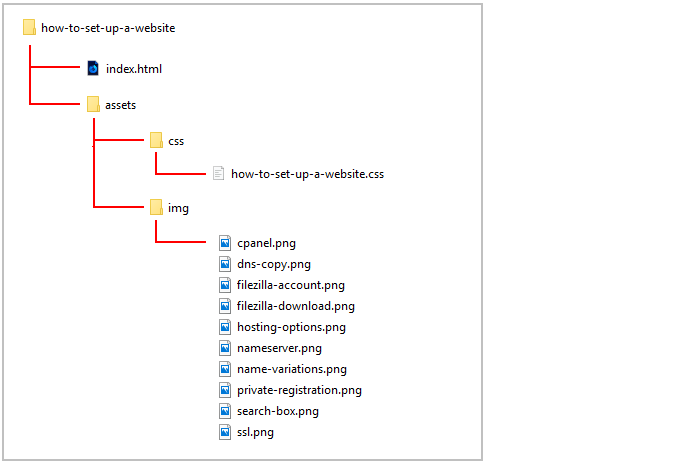 how-to-set-up-a-website
index.html
assets
css
how-to-set-up-a-website.css
img
cpanel.png
dns-copy.png
filezilla-account.png
filezilla-download.png
hosting-options.png
nameserver.png
name-variations.png
private-registration.png
search-box.png
ssl.png